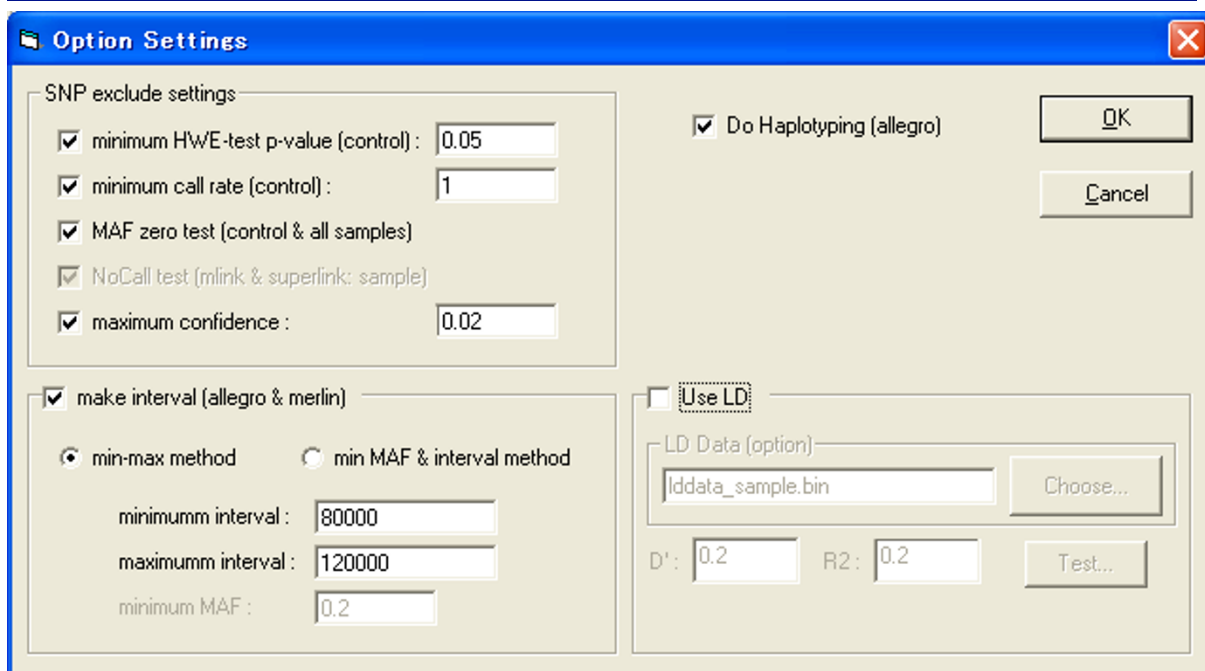 Option Settings
SNP exclude settings
minimum HWE-test p-value (control) : 0.05
minimum call rate (control) : 1
MAF zero test (control & all samples)
NoCall test (mlink & superlink: sample)
maximum confidence : 0.02
Do Haplotyping (allegro)
OK
Cancel
make interval (allegro & merlin)
min-max method min MAF & interval method
minimumm interval : 80000
maximumm interval : 120000
minimum MAF : 0.2
Use LD
LD Data (option)
lddata_sample.bin Choose...
D' : 0.2 R2 : 0.2 Test...